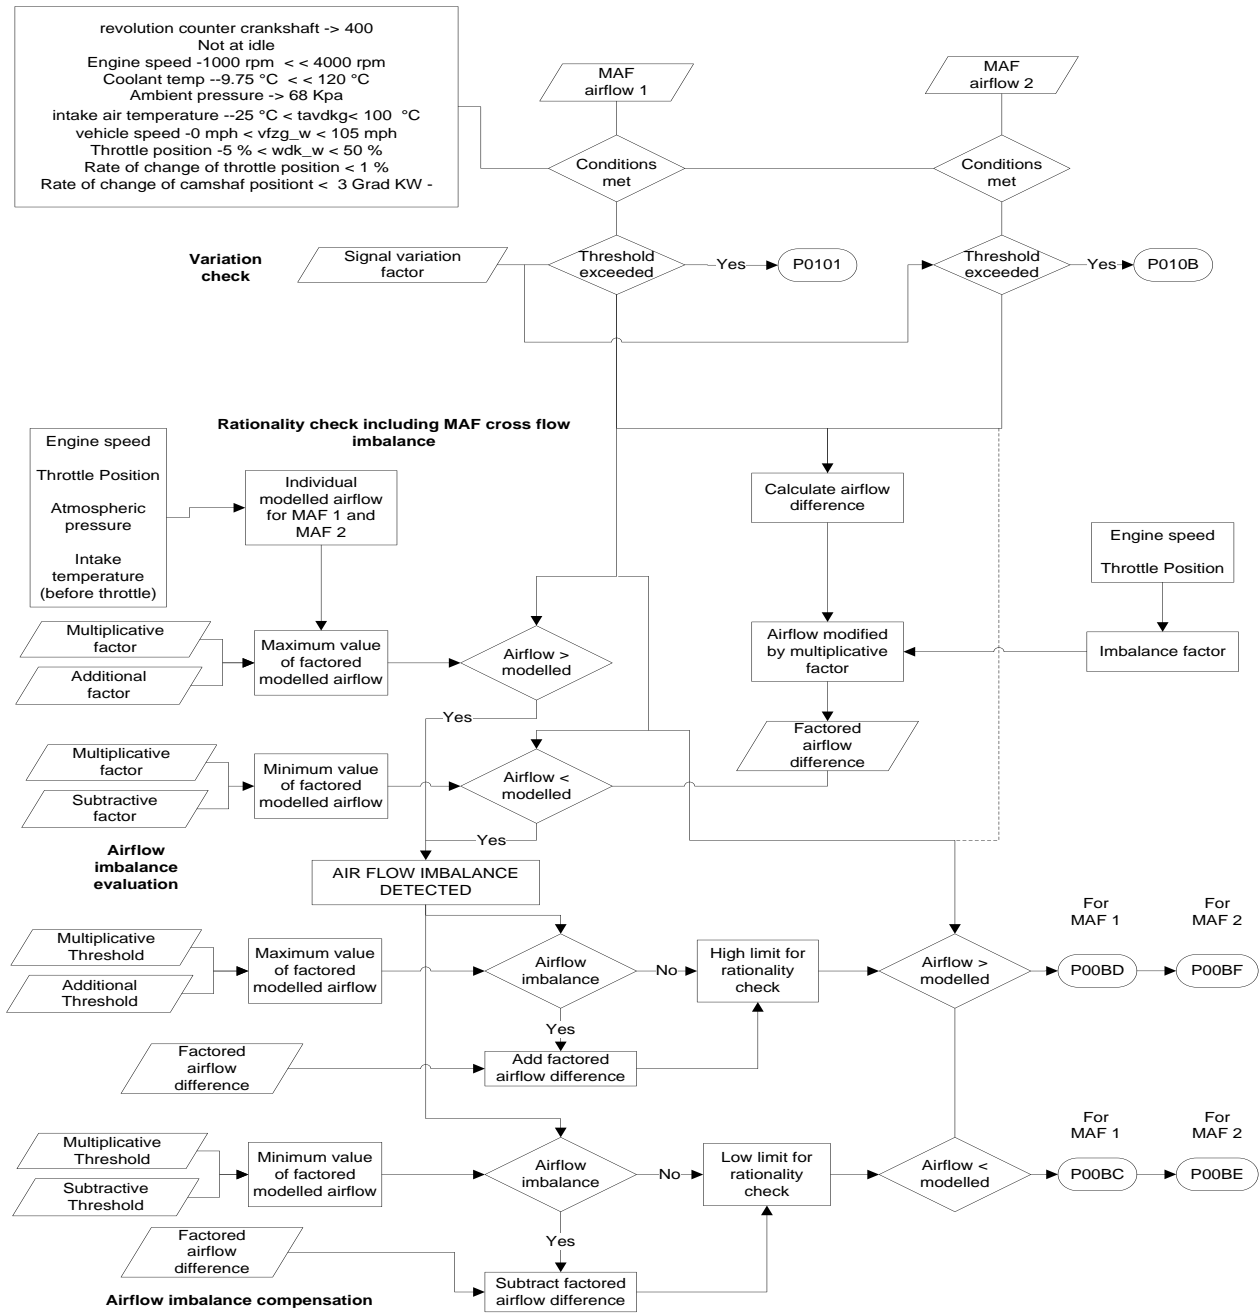 revolution counter crankshaft -> 400
Not at idle
Engine speed -1000 rpm < < 4000 rpm
Coolant temp --9.75 °C < < 120 °C
Ambient pressure -> 68 Kpa
intake air temperature --25 °C < tavdkg< 100 °C
vehicle speed -0 mph < vfzg_w < 105 mph
Throttle position -5 % < wdk_w < 50 %
Rate of change of throttle position < 1 %
Rate of change of camshaf positiont < 3 Grad KW -
MAF
airflow 1
MAF
airflow 2
Conditions
met
Conditions
met
Variation
check
Signal variation
factor
Threshold
exceeded
Yes
P0101
Threshold
exceeded
Yes
P010B
Rationality check including MAF cross flow
imbalance
Engine speed
Throttle Position
Atmospheric
pressure
Intake
temperature
(before throttle)
Individual
modelled airflow
for MAF 1 and
MAF 2
Calculate airflow
difference
Engine speed
Throttle Position
Multiplicative
factor
Additional
factor
Maximum value
of factored
modelled airflow
Airflow >
modelled
Airflow modified
by multiplicative
factor
Imbalance factor
Yes
Multiplicative
factor
Subtractive
factor
Minimum value
of factored
modelled airflow
Airflow <
modelled
Factored
airflow
difference
Yes
Airflow
imbalance
evaluation
AIR FLOW IMBALANCE
DETECTED
For
MAF 1
For
MAF 2
Multiplicative
Threshold
Additional
Threshold
Maximum value
of factored
modelled airflow
Airflow
imbalance
No
High limit for
rationality
check
Airflow >
modelled
P00BD
P00BF
Yes
Factored
airflow
difference
Add factored
airflow difference
For
MAF 1
For
MAF 2
Multiplicative
Threshold
Subtractive
Threshold
Minimum value
of factored
modelled airflow
Airflow
imbalance
No
Low limit for
rationality
check
Airflow <
modelled
P00BC
P00BE
Yes
Factored
airflow
difference
Subtract factored
airflow difference
Airflow imbalance compensation